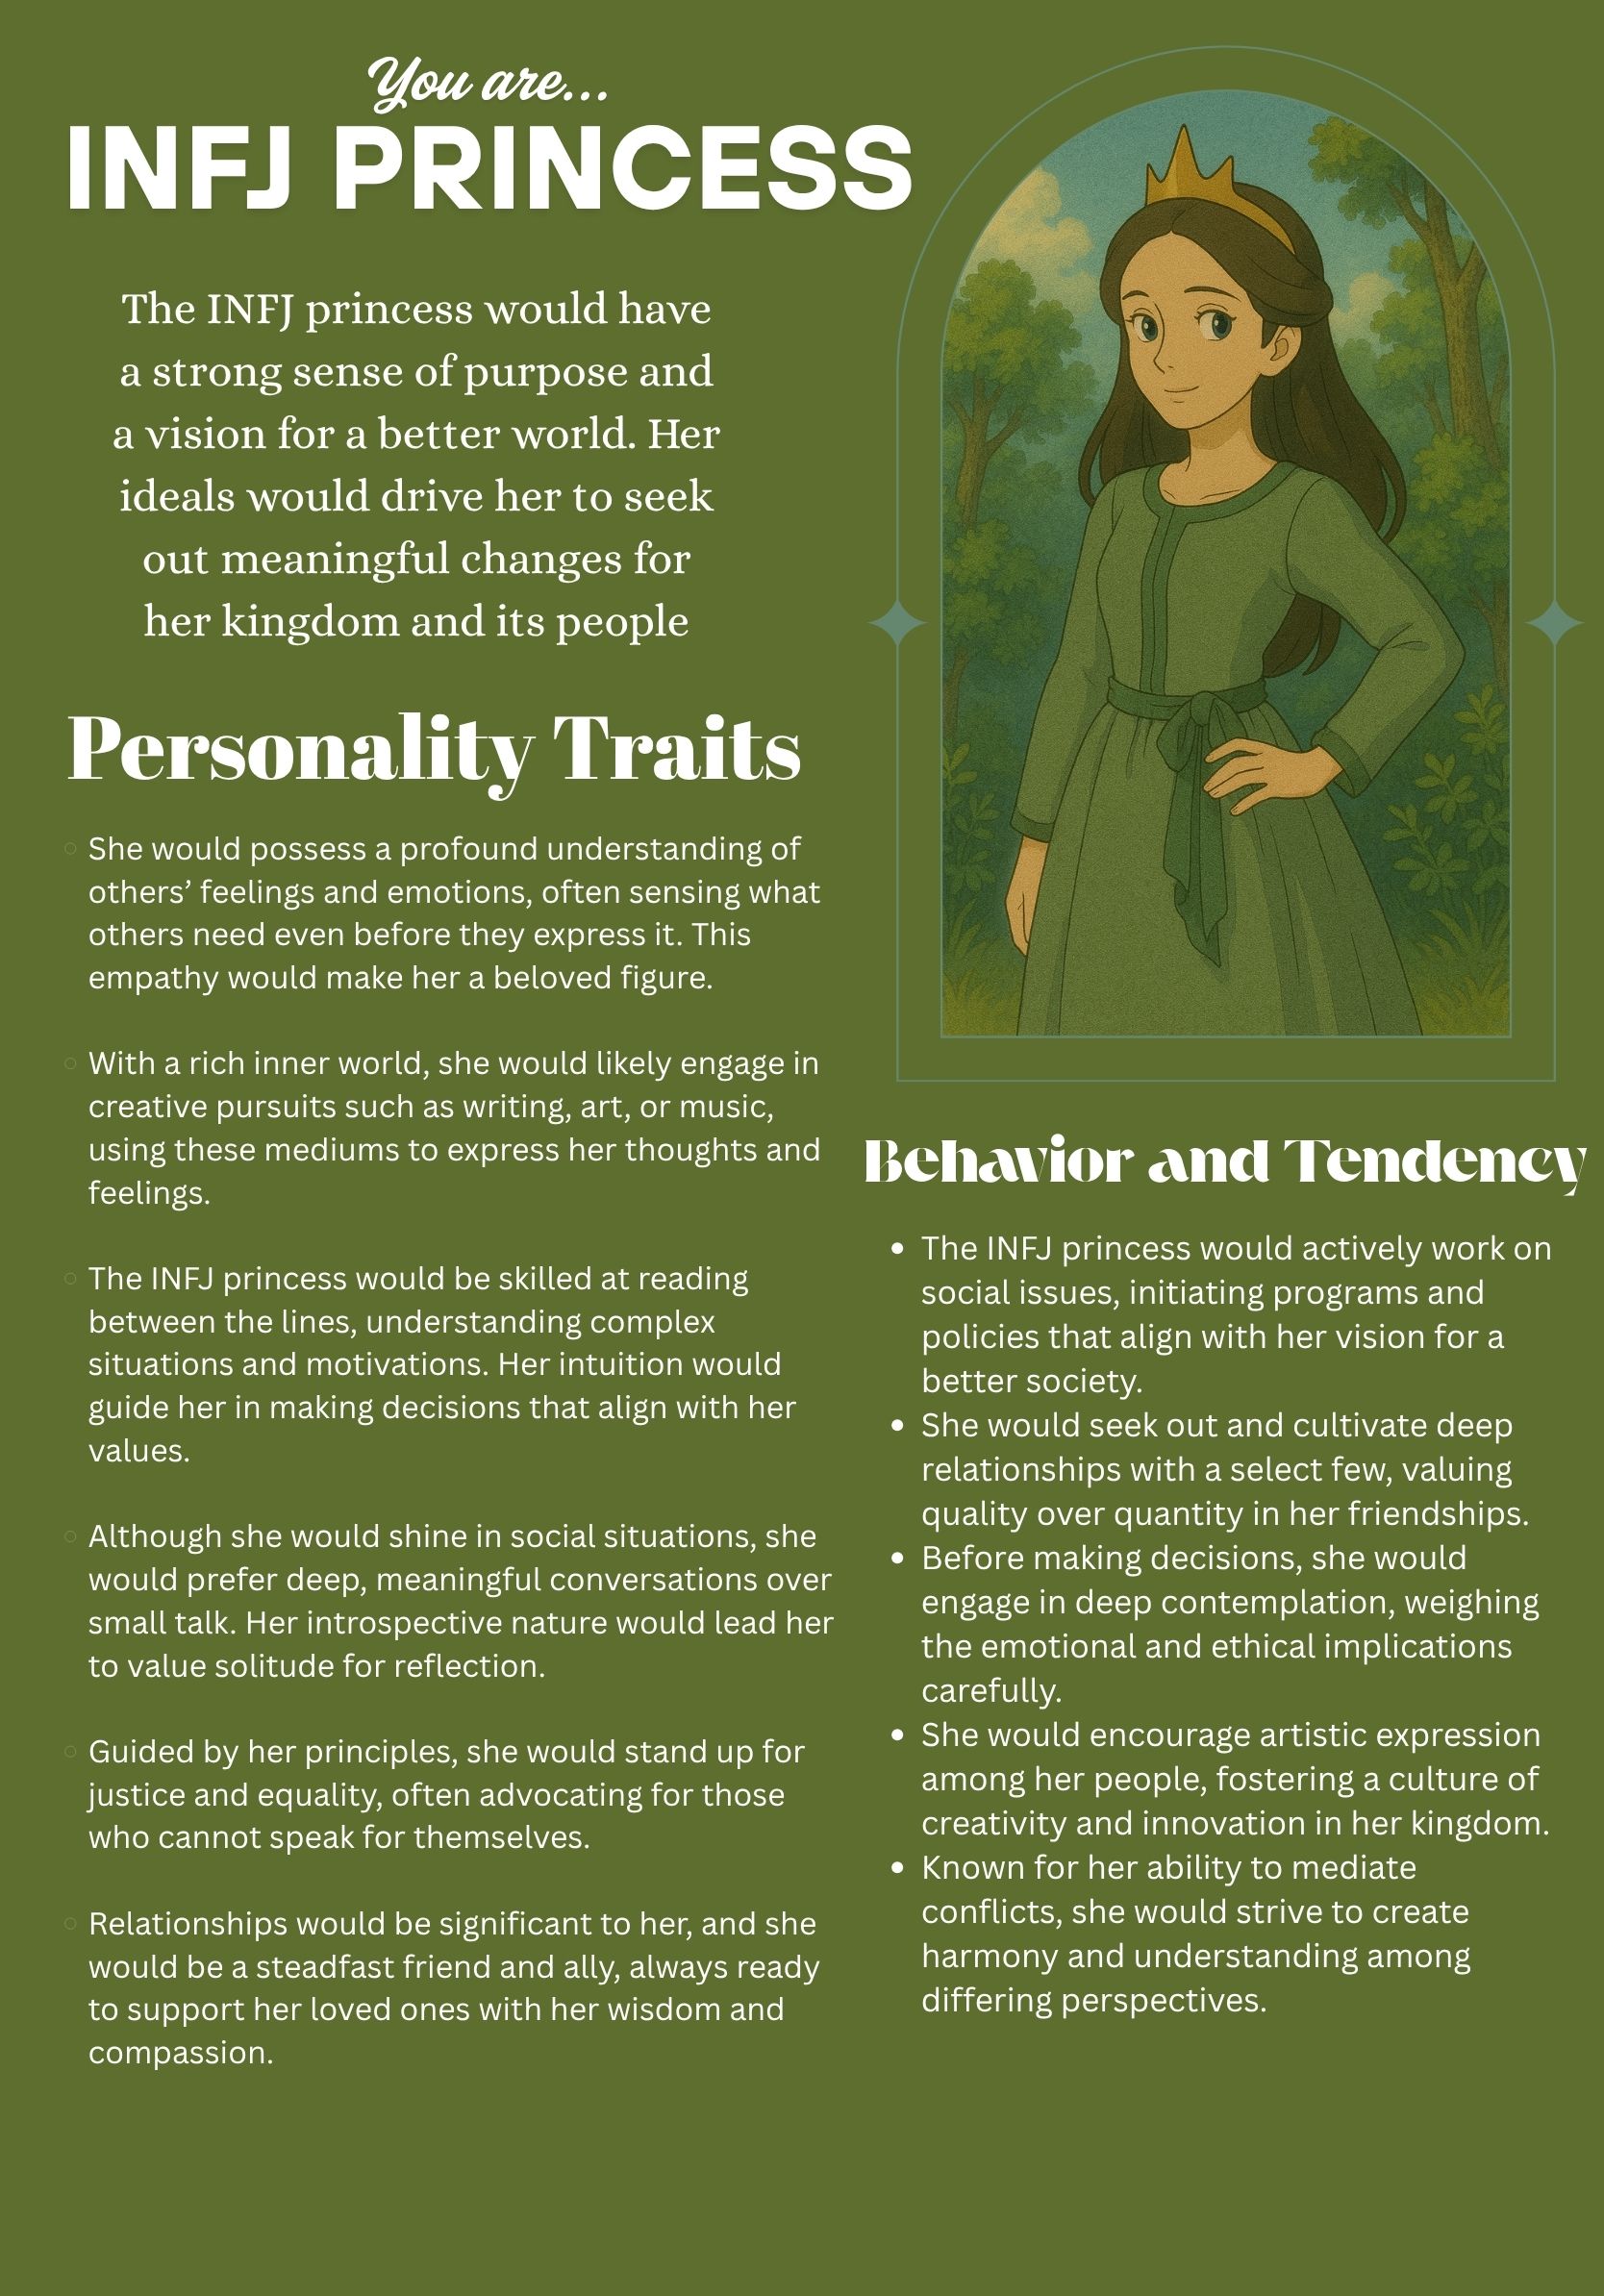 You are...
INFJ PRINCESS
The INFJ princess would have
a strong sense of purpose and
a vision for a better world. Her
ideals would drive her to seek
out meaningful changes for
her kingdom and its people
Personality Traits
She would possess a profound understanding of
others’ feelings and emotions, often sensing what
others need even before they express it. This
empathy would make her a beloved figure.
With a rich inner world, she would likely engage in
creative pursuits such as writing, art, or music,
using these mediums to express her thoughts and
feelings.
The INFJ princess would be skilled at reading
between the lines, understanding complex
situations and motivations. Her intuition would
guide her in making decisions that align with her
values.
Although she would shine in social situations, she
would prefer deep, meaningful conversations over
small talk. Her introspective nature would lead her
to value solitude for reflection.
Guided by her principles, she would stand up for
justice and equality, often advocating for those
who cannot speak for themselves.
Relationships would be significant to her, and she
would be a steadfast friend and ally, always ready
to support her loved ones with her wisdom and
compassion.
Behavior and Tendency
The INFJ princess would actively work on
social issues, initiating programs and
policies that align with her vision for a
better society.
She would seek out and cultivate deep
relationships with a select few, valuing
quality over quantity in her friendships.
Before making decisions, she would
engage in deep contemplation, weighing
the emotional and ethical implications
carefully.
She would encourage artistic expression
among her people, fostering a culture of
creativity and innovation in her kingdom.
Known for her ability to mediate
conflicts, she would strive to create
harmony and understanding among
differing perspectives.